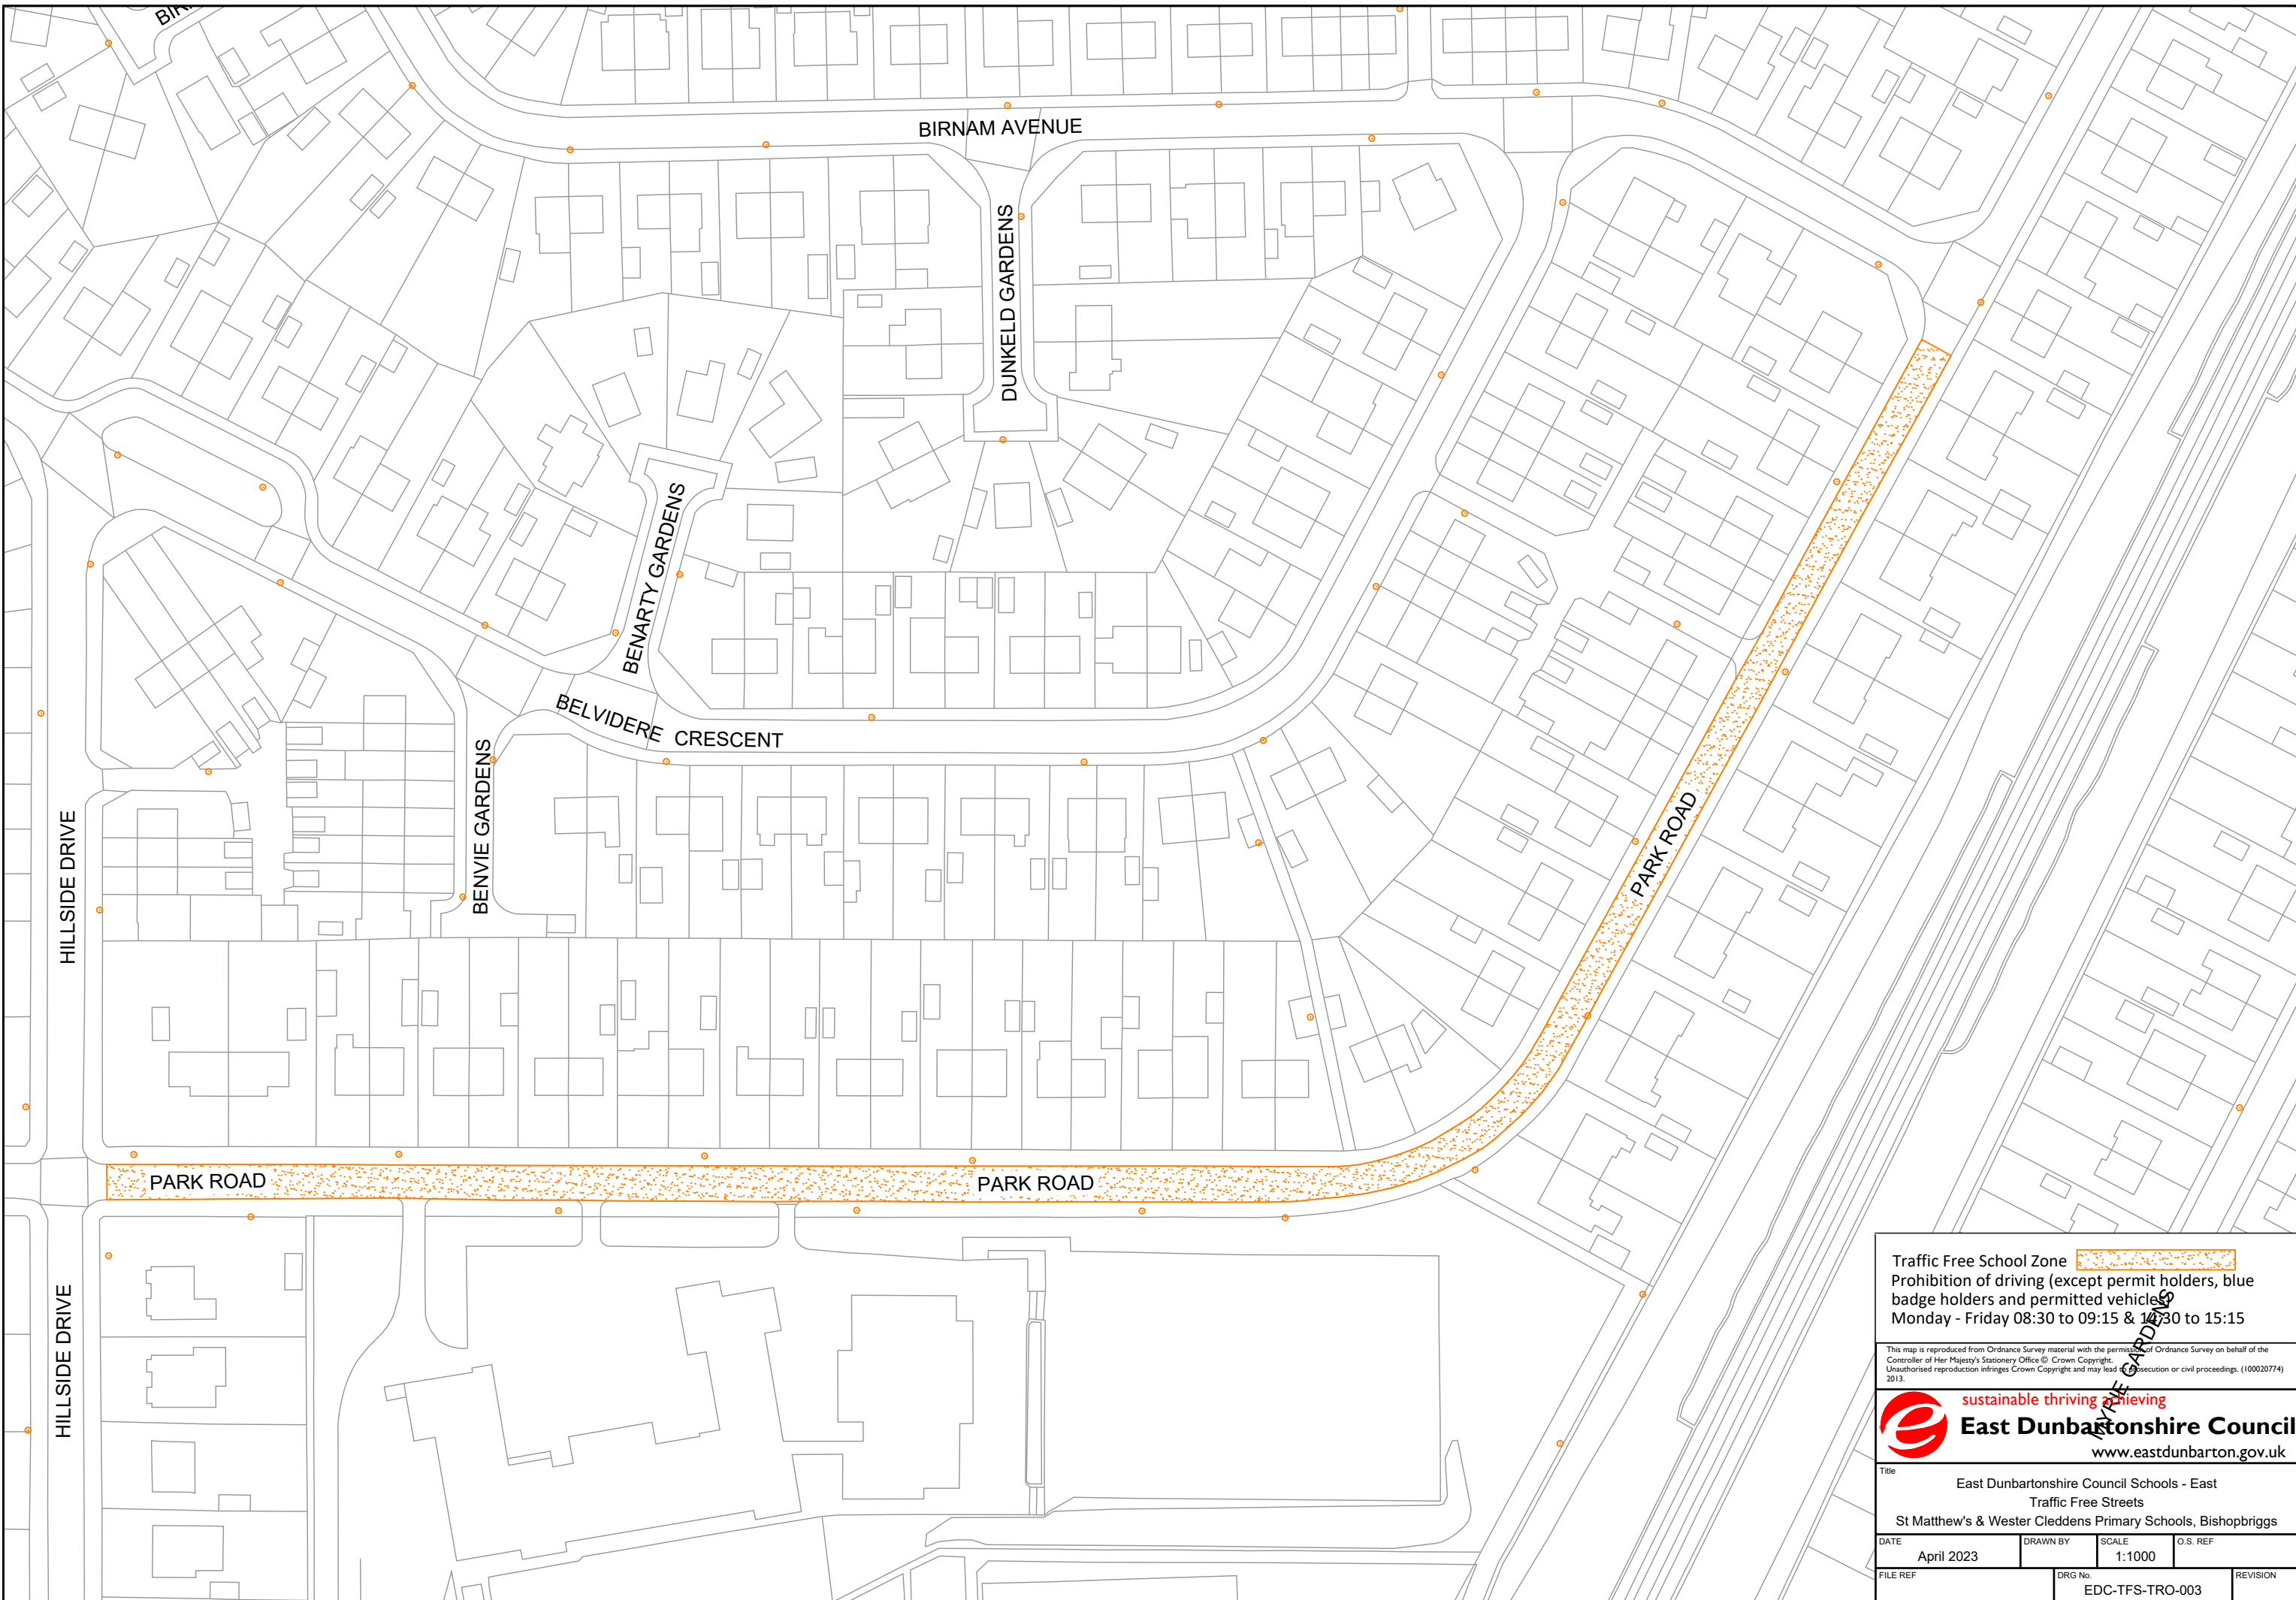 BIRNAM AVENUE
DUNKELD GARDENS
BENARTY GARDENS
BELVIDERE CRESCENT
BENVIE GARDENS
HILLSIDE DRIVE
PARK ROAD
PARK ROAD
PARK ROAD
HILLSIDE DRIVE
Traffic Free School Zone
Prohibition of driving (except permit holders, blue
badge holders and permitted vehicles)
Monday - Friday 08:30 to 09:15 & 14:30 to 15:15
This map is reproduced from Ordnance Survey material with the permission of Ordnance Survey on behalf of the
Controller of Her Majesty's Stationery Office © Crown Copyright.
Unauthorised reproduction infringes Crown Copyright and may lead to prosecution or civil proceedings. (100020774)
2013.
GARDENS
sustainable thriving achieving
East Dunbartonshire Council
www.eastdunbarton.gov.uk
Title
East Dunbartonshire Council Schools - East
Traffic Free Streets
St Matthew's & Wester Cleddens Primary Schools, Bishopbriggs
DATE
April 2023
DRAWN BY
SCALE
1:1000
O.S. REF
FILE REF
DRG No.
EDC-TFS-TRO-003
REVISION